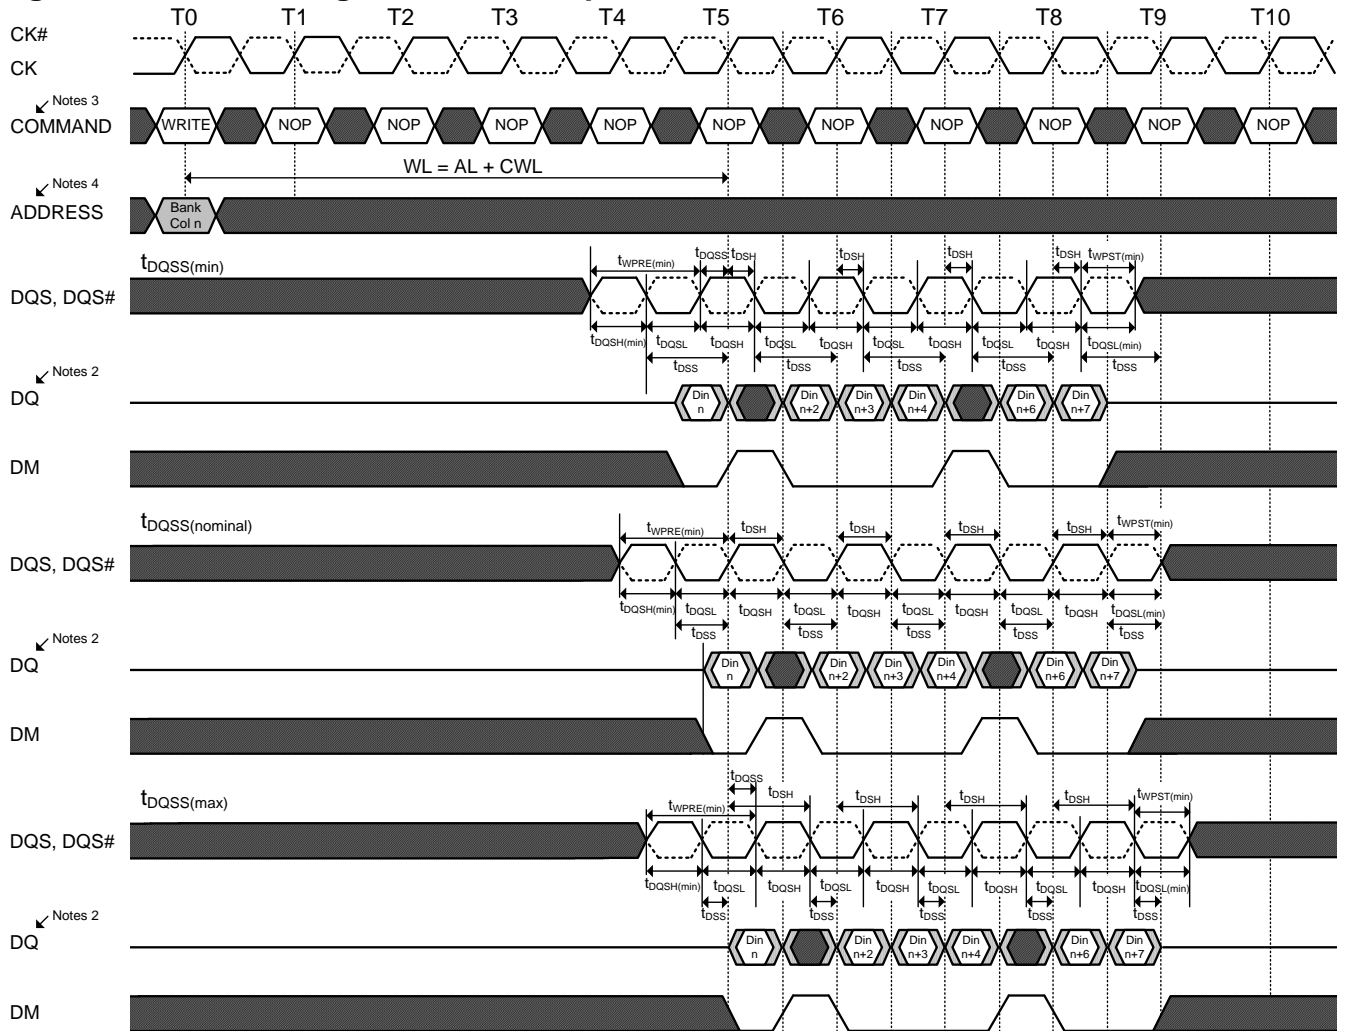 T0 T1 T2 T3 T4 T5 T6 T7 T8 T9 T10
CK#
CK
Notes 3
COMMAND WRITE NOP NOP NOP NOP NOP NOP NOP NOP NOP NOP
WL = AL + CWL
Notes 4
ADDRESS Bank
Col n
tDQSS(min) tWPRE(min) tDQSS tDSH tDSH tDSH tDSH tWPST(min)
DQS, DQS#
tDQSH(min) tDQSL tDQSH tDQSL tDQSH tDQSL tDQSH tDQSL tDQSH tDQSL(min)
tDSS tDSS tDSS tDSS tDSS
Notes 2
DQ Din n Din n+2 Din n+3 Din n+4 Din n+6 Din n+7
DM
tDQSS(nominal) tWPRE(min) tDSH tDSH tDSH tDSH tWPST(min)
DQS, DQS#
tDQSH(min) tDQSL tDQSH tDQSL tDQSH tDQSL tDQSH tDQSL tDQSH tDQSL(min)
tDSS tDSS tDSS tDSS tDSS
Notes 2
DQ Din n Din n+2 Din n+3 Din n+4 Din n+6 Din n+7
DM
tDQSS
tDQSS(max) tWPRE(min) tDSH tDSH tDSH tDSH tWPST(min)
DQS, DQS#
tDQSH(min) tDQSL tDQSH tDQSL tDQSH tDQSL tDQSH tDQSL tDQSH tDQSL(min)
tDSS tDSS tDSS tDSS tDSS
Notes 2
DQ Din n Din n+2 Din n+3 Din n+4 Din n+6 Din n+7
DM